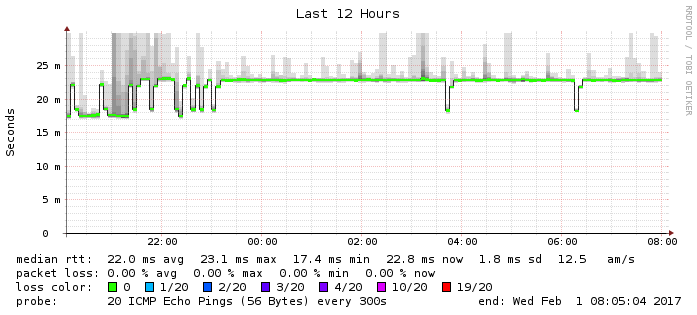 Last 12 Hours
RRDTOOL / TOBI OETIKER
Seconds
25 m
20 m
15 m
10 m
5 m
0
22:00 00:00 02:00 04:00 06:00 08:00
median rtt: 22.0 ms avg 23.1 ms max 17.4 ms min 22.8 ms now 1.8 ms sd 12.5 am/s
packet loss: 0.00 % avg 0.00 % max 0.00 % min 0.00 % now
loss color: 0 1/20 2/20 3/20 4/20 10/20 19/20
probe: 20 ICMP Echo Pings (56 Bytes) every 300s end: Wed Feb 1 08:05:04 2017